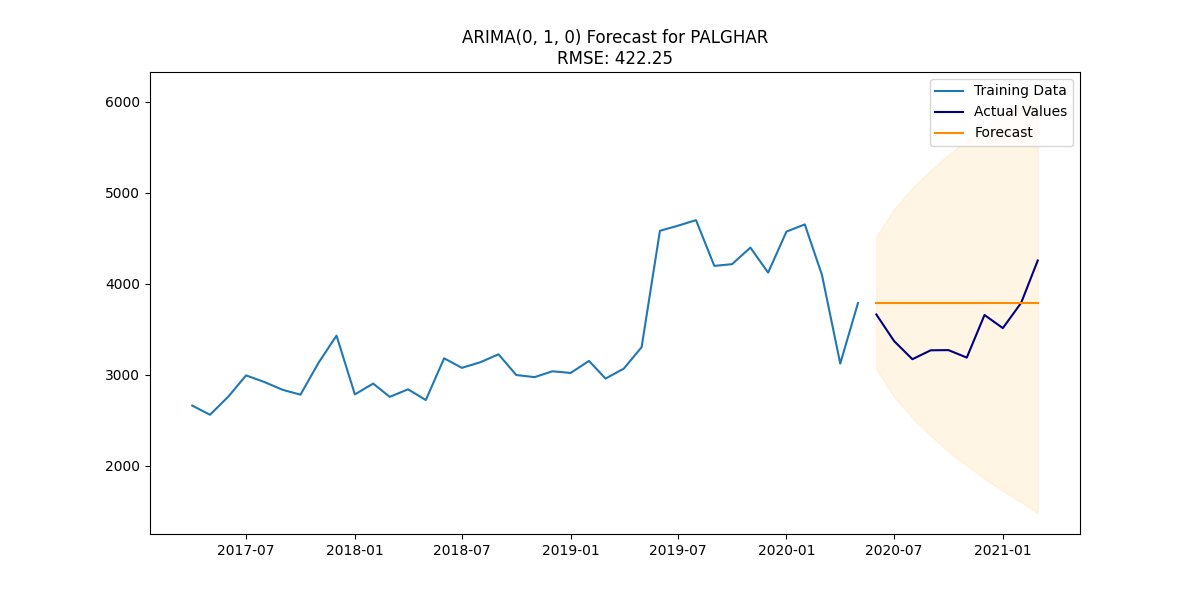 ARIMA(0, 1, 0) Forecast for PALGHAR
RMSE: 422.25
Training Data
Actual Values
Forecast
6000
5000
4000
3000
2000
2017-07 2018-01 2018-07 2019-01 2019-07 2020-01 2020-07 2021-01